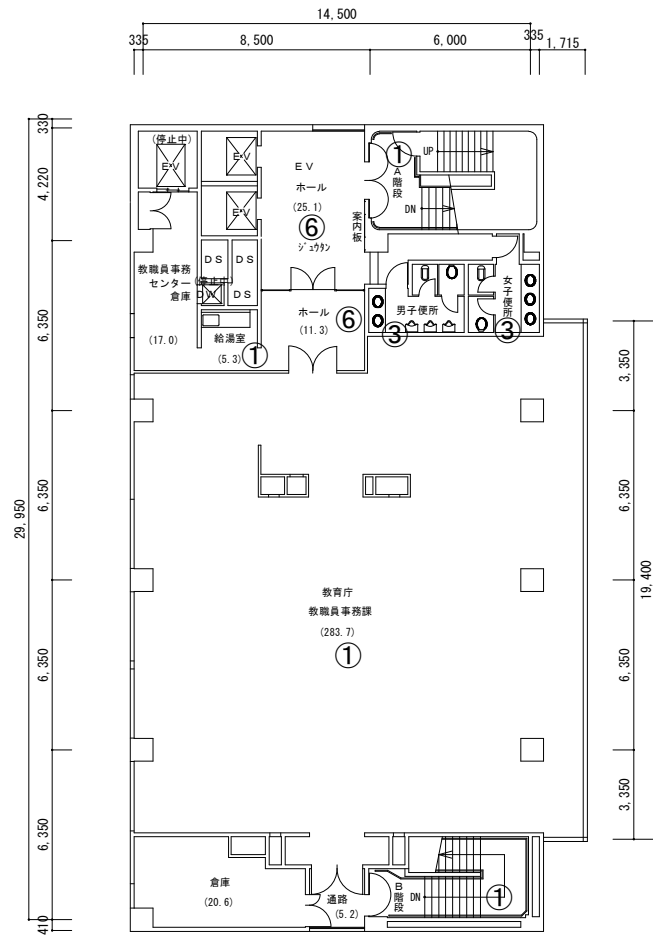 14,500
335
8,500
6,000
335
1,715
330
4,220
6,350
6,350
6,350
6,350
410
29,950
3,350
6,350
6,350
3,350
19,400
(停止中)
EV
EV
EV
EV
ホール
(25.1)
⑥
ジュウタン
案内板
①
A階段
UP
DN
教職員事務
センター
倉庫
(17.0)
DS
DS
(停止中)
DW
DS
給湯室
(5.3)
①
ホール
(11.3)
⑥
男子便所
③
女子便所
③
教育庁
教職員事務課
(283.7)
①
倉庫
(20.6)
通路
(5.2)
B階段
DN
①